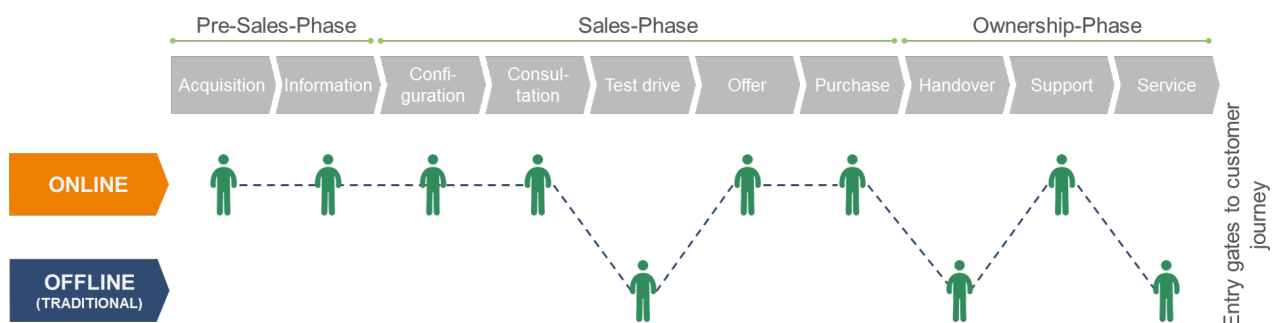 Pre-Sales-Phase
Sales-Phase
Ownership-Phase
Acquisition
Information
Confi-
guration
Consul-
tation
Test drive
Offer
Purchase
Handover
Support
Service
ONLINE
OFFLINE
(TRADITIONAL)
Entry gates to customer
journey